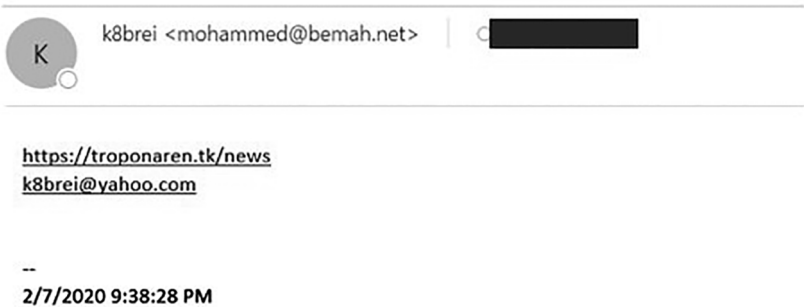 K
k8brei <mohammed@bemah.net>
https://troponaren.tk/news
k8brei@yahoo.com
--
2/7/2020 9:38:28 PM